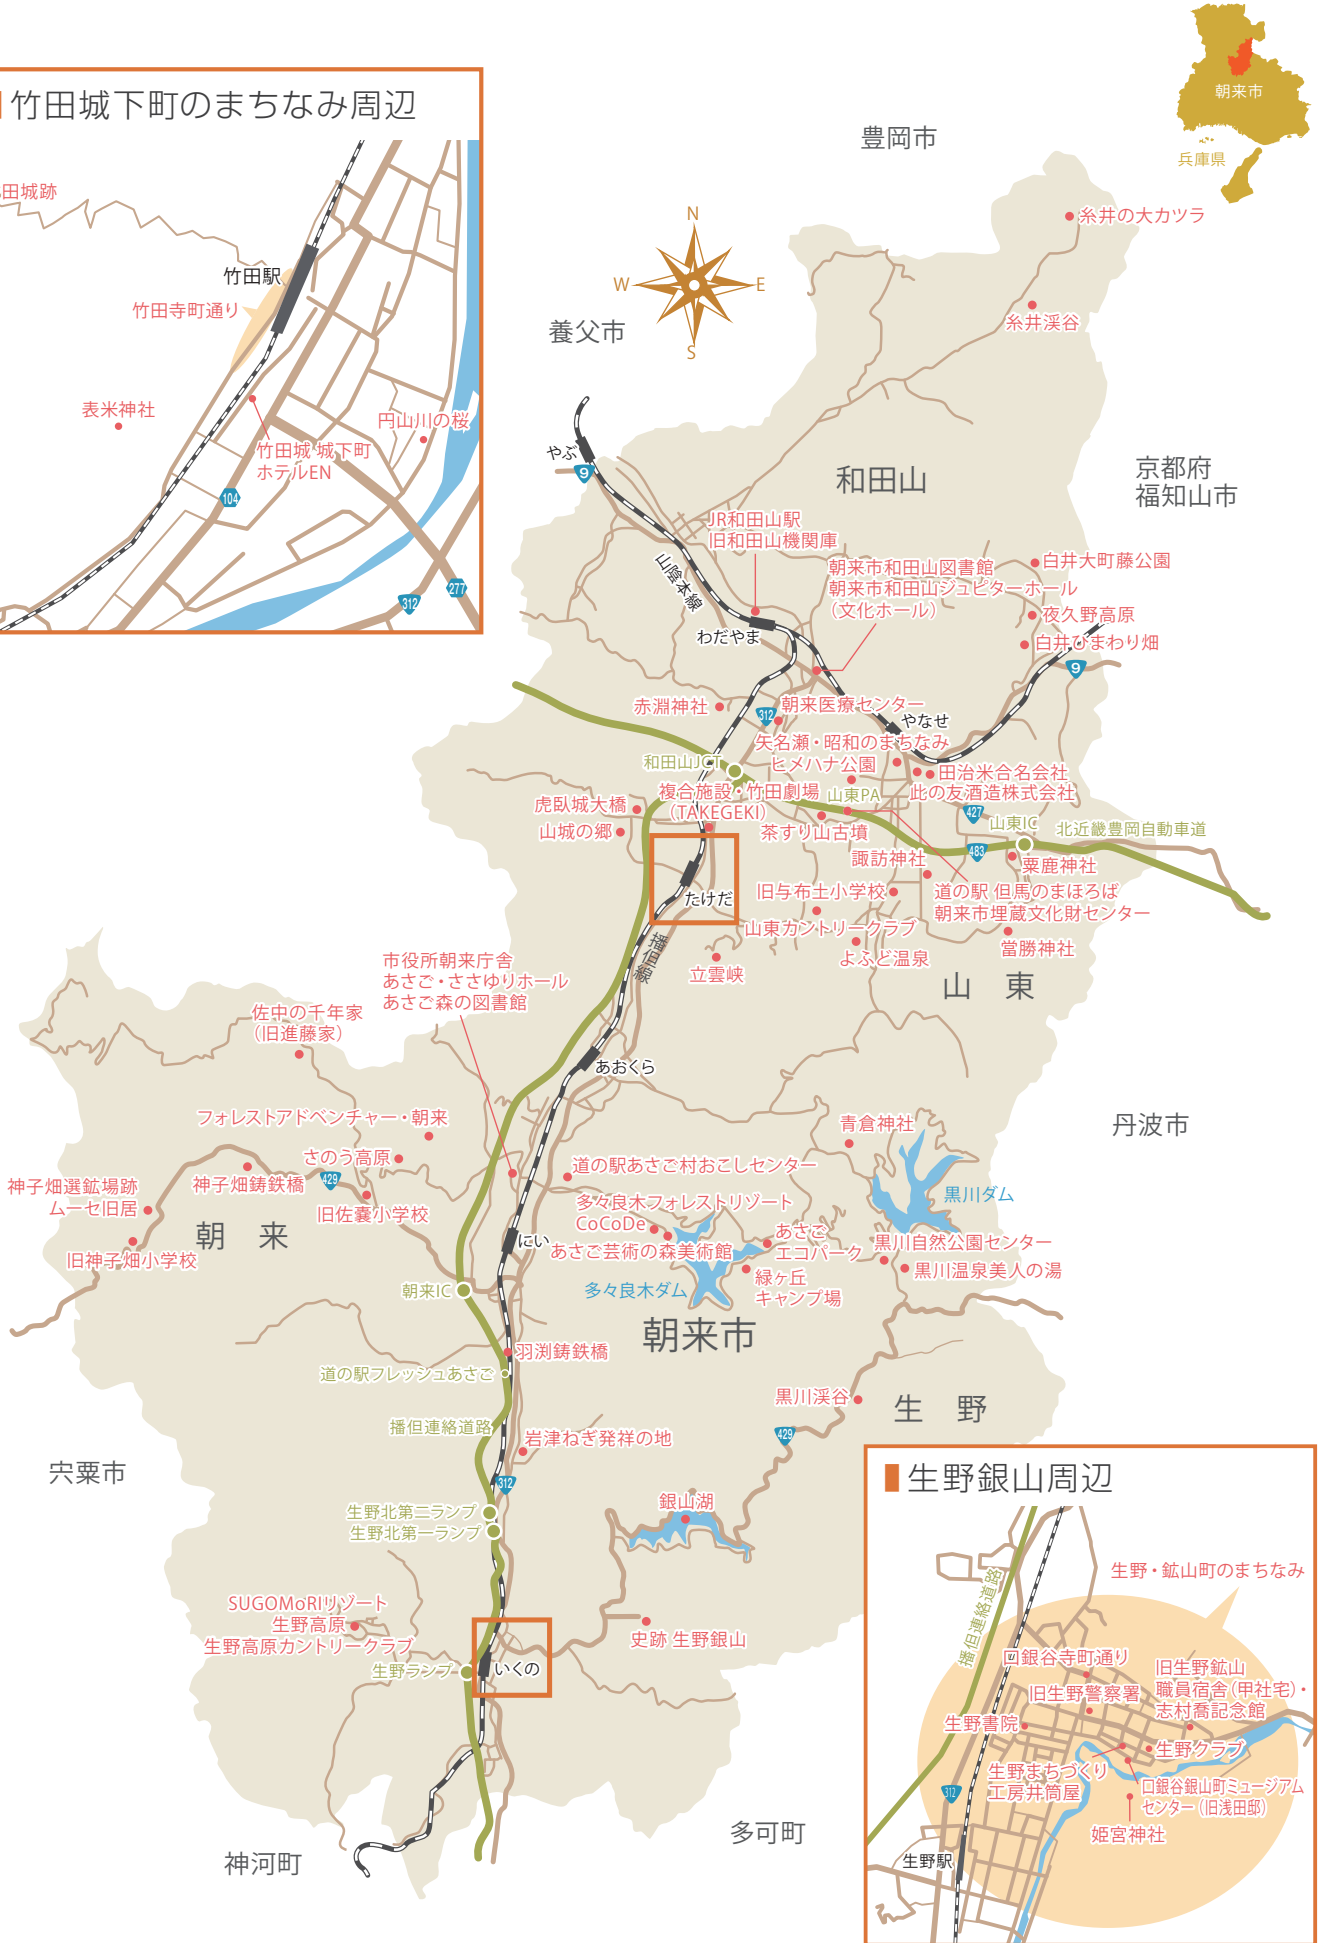 竹田城下町のまちなみ周辺
田城跡
竹田駅
竹田寺町通り
表米神社
円山川の桜
竹田城 城下町
ホテルEN
104
312
277
朝来市
兵庫県
豊岡市
N
W
E
S
養父市
糸井の大カツラ
糸井渓谷
やぶ
9
和田山
京都府
福知山市
JR和田山駅
旧和田山機関庫
山陰本線
朝来市和田山図書館
朝来市和田山ジュピターホール
（文化ホール）
白井大町藤公園
夜久野高原
白井ひまわり畑
9
わだやま
赤淵神社
312
朝来医療センター
やなせ
矢名瀬・昭和のまちなみ
ヒメハナ公園
和田山JCT
田治米合名会社
此の友酒造株式会社
複合施設・竹田劇場
（TAKEGEKI）
山東PA
虎臥城大橋
山城の郷
茶すり山古墳
427
山東IC
北近畿豊岡自動車道
483
粟鹿神社
諏訪神社
たけだ
旧与布土小学校
道の駅 但馬のまほろば
朝来市埋蔵文化財センター
山東カントリークラブ
當勝神社
よふど温泉
播但線
立雲峡
山 東
市役所朝来庁舎
あさご・ささゆりホール
あさご森の図書館
佐中の千年家
（旧進藤家）
あおくら
フォレストアドベンチャー・朝来
青倉神社
丹波市
さのう高原
神子畑鋳鉄橋
429
神子畑選鉱場跡
ムーセ旧居
旧佐嚢小学校
朝 来
旧神子畑小学校
道の駅あさご村おこしセンター
多々良木フォレストリゾート
CoCoDe
あさご芸術の森美術館
あさご
エコパーク
黒川ダム
黒川自然公園センター
黒川温泉美人の湯
にい
朝来IC
多々良木ダム
緑ヶ丘
キャンプ場
朝来市
羽渕鋳鉄橋
道の駅フレッシュあさご
黒川渓谷
生 野
播但連絡道路
岩津ねぎ発祥の地
429
宍粟市
312
生野北第二ランプ
生野北第一ランプ
銀山湖
SUGOMoRIリゾート
生野高原
生野高原カントリークラブ
史跡 生野銀山
生野ランプ
いくの
多可町
神河町
生野銀山周辺
生野・鉱山町のまちなみ
播但連絡道路
口銀谷寺町通り
旧生野鉱山
職員宿舎（甲社宅）・
志村喬記念館
旧生野警察署
生野書院
生野クラブ
生野まちづくり
工房井筒屋
口銀谷銀山町ミュージアム
センター（旧浅田邸）
312
姫宮神社
生野駅